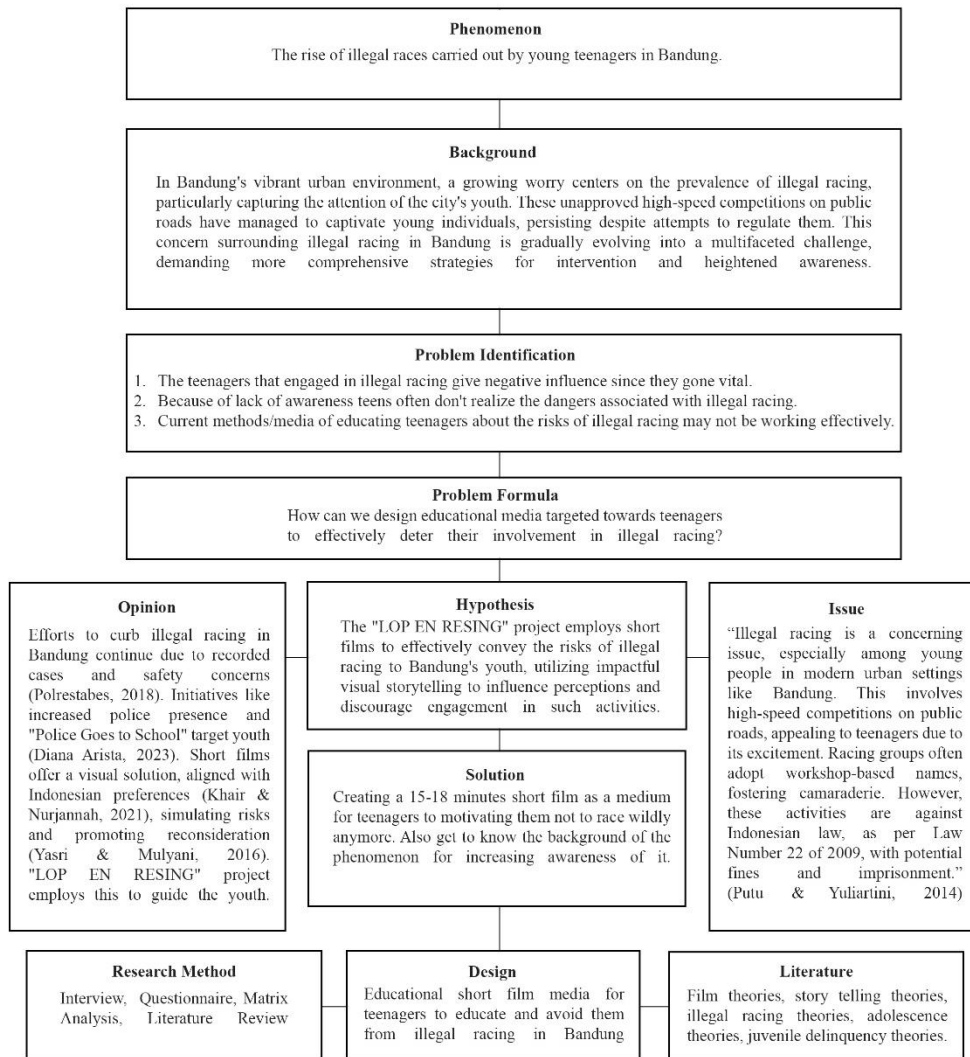 Phenomenon
The rise of illegal races carried out by young teenagers in Bandung.
Background
In Bandung's vibrant urban environment, a growing worry centers on the prevalence of illegal racing,
particularly capturing the attention of the city's youth. These unapproved high-speed competitions on public
roads have managed to captivate young individuals, persisting despite attempts to regulate them. This
concern surrounding illegal racing in Bandung is gradually evolving into a multifaceted challenge,
demanding more comprehensive strategies for intervention and heightened awareness.
Problem Identification
1. The teenagers that engaged in illegal racing give negative influence since they gone vital.
2. Because of lack of awareness teens often don't realize the dangers associated with illegal racing.
3. Current methods/media of educating teenagers about the risks of illegal racing may not be working effectively.
Problem Formula
How can we design educational media targeted towards teenagers
to effectively deter their involvement in illegal racing?
Opinion
Efforts to curb illegal racing in
Bandung continue due to recorded
cases and safety concerns
(Polrestabes, 2018). Initiatives like
increased police presence and
"Police Goes to School" target youth
(Diana Arista, 2023). Short films
offer a visual solution, aligned with
Indonesian preferences (Khair &
Nurjannah, 2021), simulating risks
and promoting reconsideration
(Yasri & Mulyani, 2016).
"LOP EN RESING" project
employs this to guide the youth.
Hypothesis
The "LOP EN RESING" project employs short
films to effectively convey the risks of illegal
racing to Bandung's youth, utilizing impactful
visual storytelling to influence perceptions and
discourage engagement in such activities.
Solution
Creating a 15-18 minutes short film as a medium
for teenagers to motivating them not to race wildly
anymore. Also get to know the background of the
phenomenon for increasing awareness of it.
Issue
“Illegal racing is a concerning
issue, especially among young
people in modern urban settings
like Bandung. This involves
high-speed competitions on public
roads, appealing to teenagers due to
its excitement. Racing groups often
adopt workshop-based names,
fostering camaraderie. However,
these activities are against
Indonesian law, as per Law
Number 22 of 2009, with potential
fines and imprisonment.”
(Putu & Yuliartini, 2014)
Research Method
Interview, Questionnaire, Matrix
Analysis, Literature Review
Design
Educational short film media for
teenagers to educate and avoid them
from illegal racing in Bandung
Literature
Film theories, story telling theories,
illegal racing theories, adolescence
theories, juvenile delinquency theories.